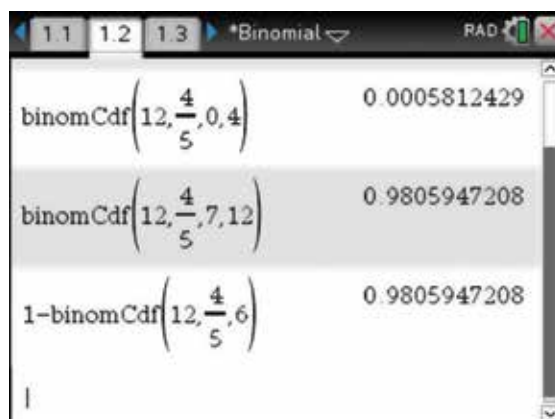 1.1 1.2 1.3 *Binomial RAD
binomCdf(12,4/5,0,4) 0.0005812429
binomCdf(12,4/5,7,12) 0.9805947208
1-binomCdf(12,4/5,6) 0.9805947208